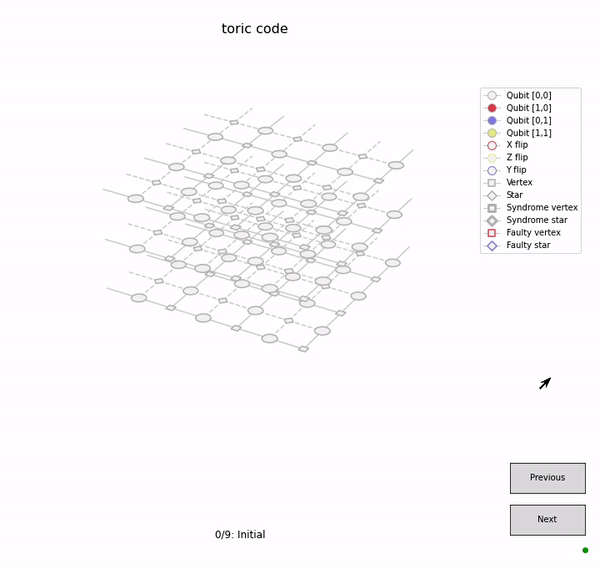 toric code
Qubit [0,0]
Qubit [1,0]
Qubit [0,1]
Qubit [1,1]
X flip
Z flip
Y flip
Vertex
Star
Syndrome vertex
Syndrome star
Faulty vertex
Faulty star
Previous
Next
0/9: Initial